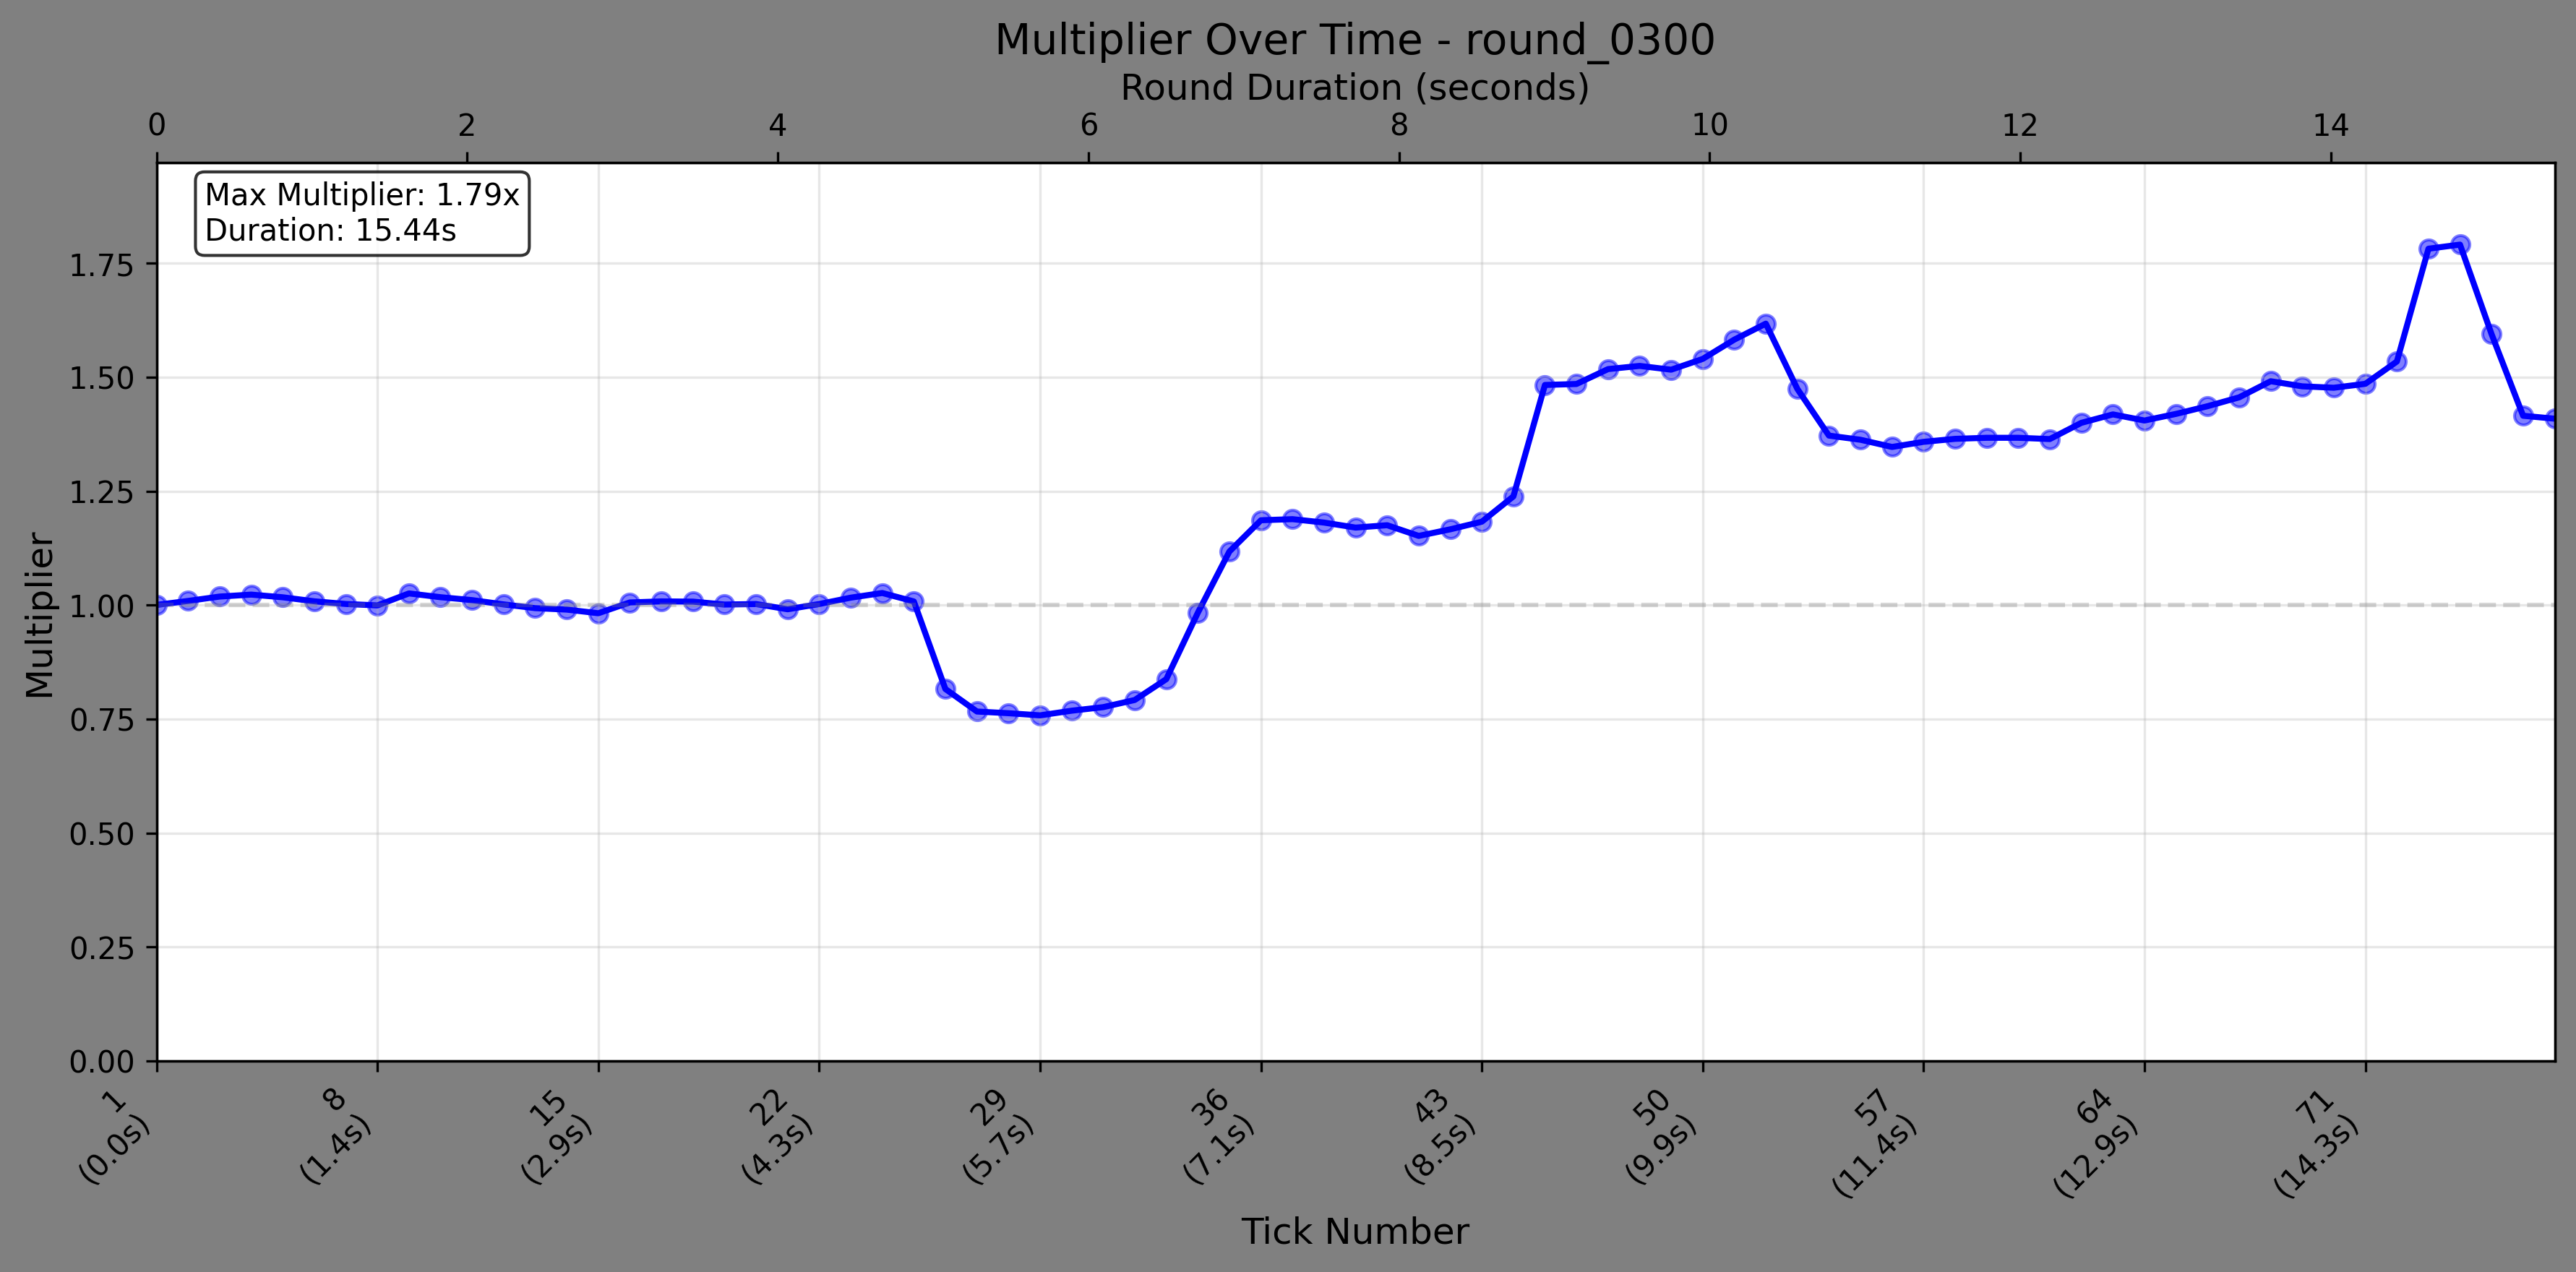 Multiplier Over Time - round_0300
Round Duration (seconds)
0 2 4 6 8 10 12 14
Max Multiplier: 1.79x
Duration: 15.44s
Multiplier
1.75
1.50
1.25
1.00
0.75
0.50
0.25
0.00
1
(0.0s)
8
(1.4s)
15
(2.9s)
22
(4.3s)
29
(5.7s)
36
(7.1s)
43
(8.5s)
50
(9.9s)
57
(11.4s)
64
(12.9s)
71
(14.3s)
Tick Number